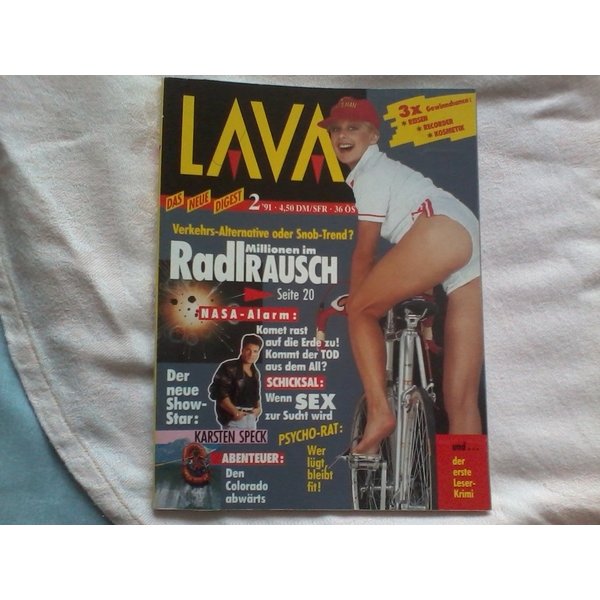 LAVA
3x Gewinnchancen:
* REISEN
* RECORDER
* KOSMETIK
DAS NEUE DIGEST
2 '91 · 4,50 DM/SFR · 36 ÖS
Verkehrs-Alternative oder Snob-Trend?
Millionen im
RadlRAUSCH
Seite 20
NASA-Alarm:
Komet rast
auf die Erde zu!
Kommt der TOD
aus dem All?
Der
neue
Show-
Star:
KARSTEN SPECK
SCHICKSAL:
Wenn SEX
zur Sucht wird
PSYCHO-RAT:
Wer
lügt,
bleibt
fit!
ABENTEUER:
Den
Colorado
abwärts
und...
der
erste
Leser-
Krimi